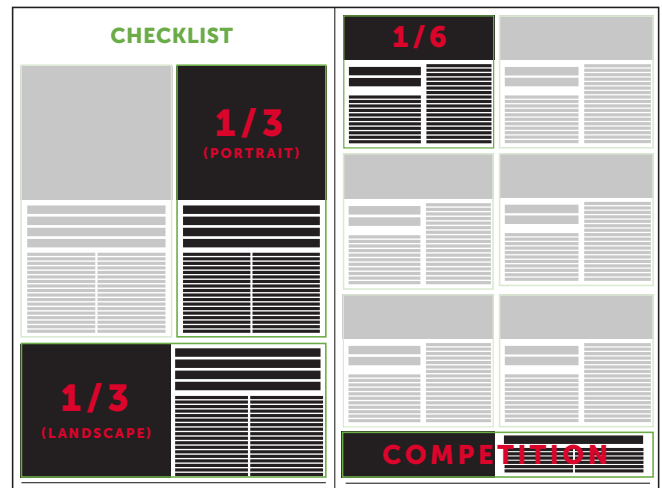 CHECKLIST
1/3
(PORTRAIT)
1/3
(LANDSCAPE)
1/6
COMPETITION